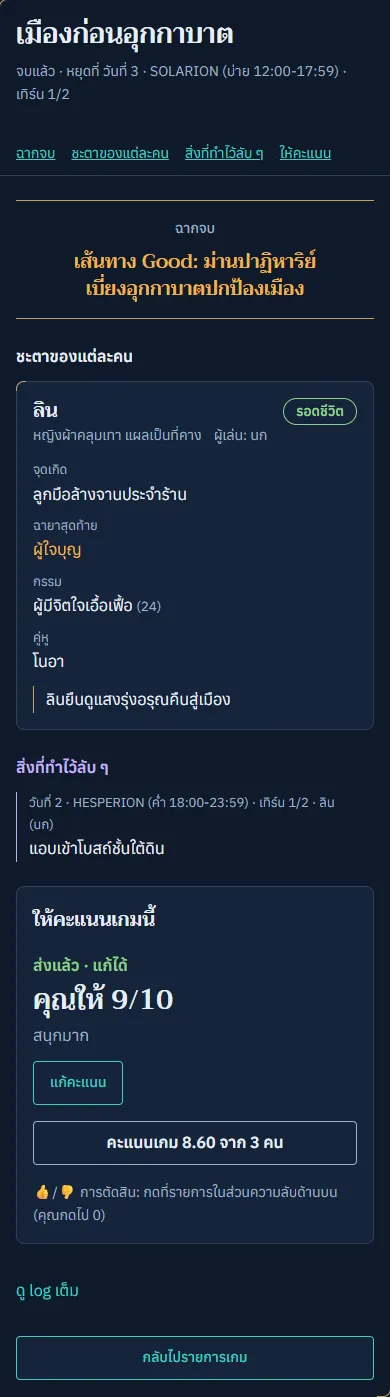 เมืองก่อนอุกกาบาต
จบแล้ว · หยุดที่ วันที่ 3 · SOLARION (บ่าย 12:00-17:59) ·
เทิร์น 1/2
ฉากจบ ชะตาของแต่ละคน สิ่งที่ทำไว้ลับ ๆ ให้คะแนน
ฉากจบ
เส้นทาง Good: ม่านปาฏิหาริย์
เบี่ยงอุกกาบาตปกป้องเมือง
ชะตาของแต่ละคน
ลิน
รอดชีวิต
หญิงผ้าคลุมเทา แผลเป็นที่คาง ผู้เล่น: นก
จุดเกิด
ลูกมือล้างจานประจำร้าน
ฉายาสุดท้าย
ผู้ใจบุญ
กรรม
ผู้มีจิตใจเอื้อเฟื้อ (24)
คู่หู
โนอา
ลินยืนดูแสงรุ่งอรุณคืนสู่เมือง
สิ่งที่ทำไว้ลับ ๆ
วันที่ 2 · HESPERION (ค่ำ 18:00-23:59) · เทิร์น 1/2 · ลิน
(นก)
แอบเข้าโบสถ์ชั้นใต้ดิน
ให้คะแนนเกมนี้
ส่งแล้ว · แก้ได้
คุณให้ 9/10
สนุกมาก
แก้คะแนน
คะแนนเกม 8.60 จาก 3 คน
👍 / 👎 การตัดสิน: กดที่รายการในส่วนความลับด้านบน
(คุณกดไป 0)
ดู log เต็ม
กลับไปรายการเกม